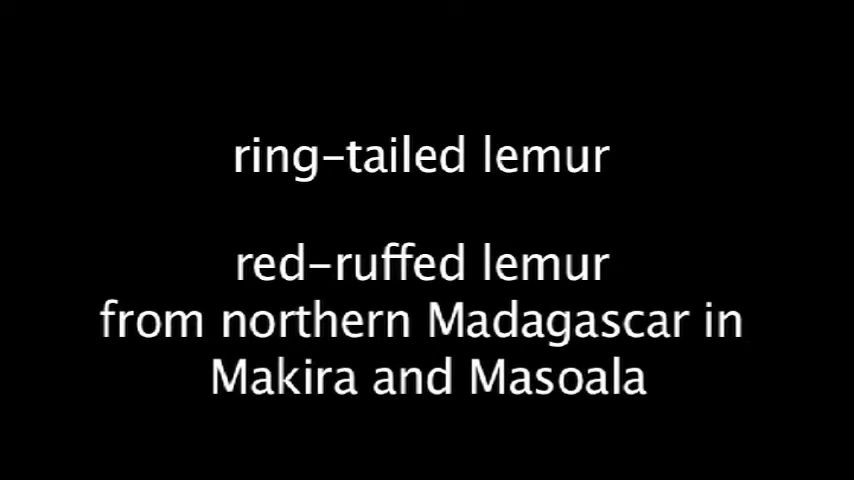 ring-tailed lemur
red-ruffed lemur
from northern Madagascar in
Makira and Masoala